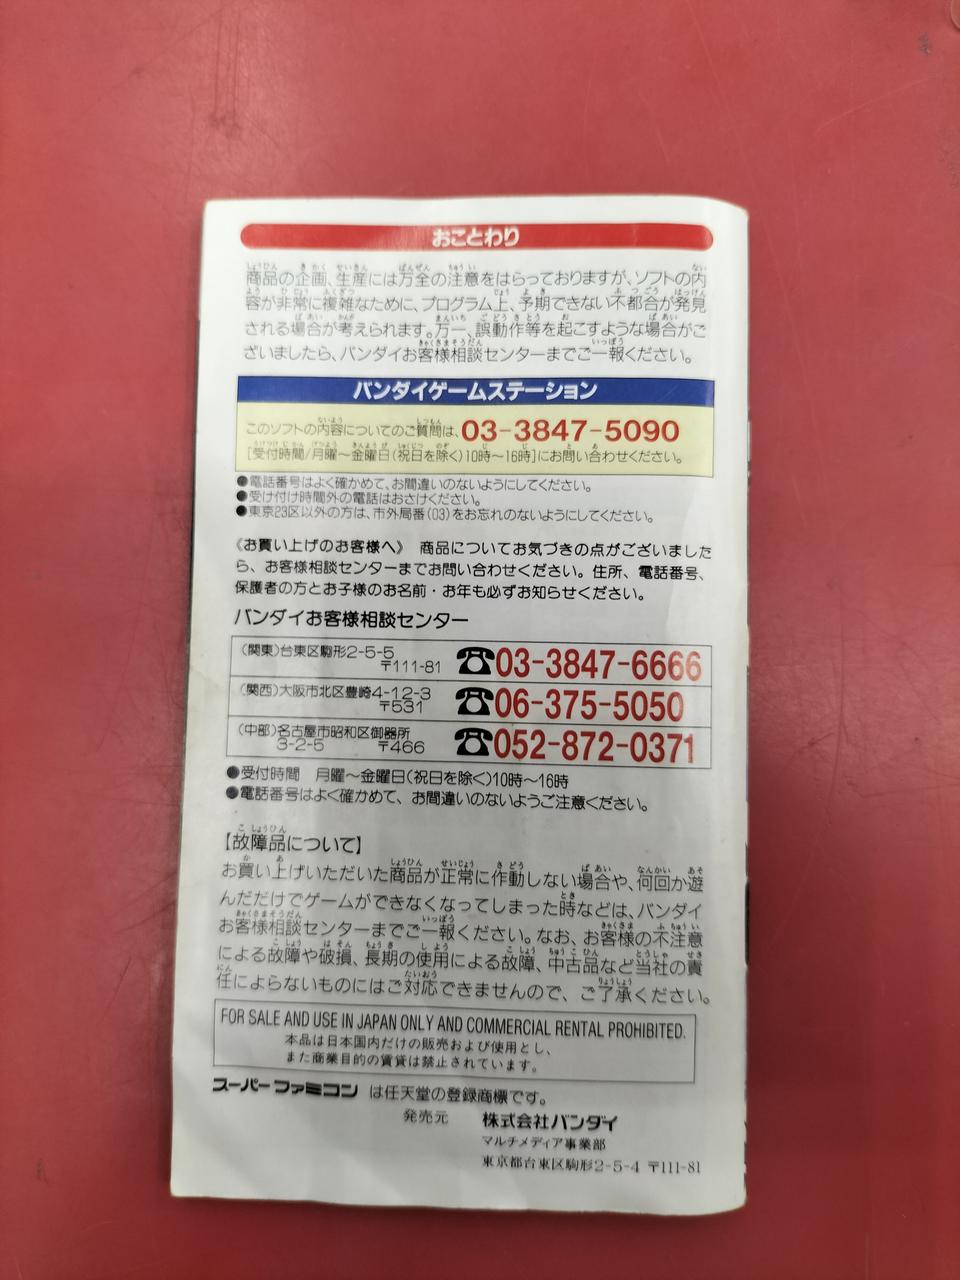 おことわり
商品の企画、生産には万全の注意をはらっておりますが、ソフトの内
容が非常に複雑なために、プログラム上、予期できない不都合が発見
される場合が考えられます。万一、誤動作等を起こすような場合がご
ざいましたら、バンダイお客様相談センターまでご一報ください。
バンダイゲームステーション
このソフトの内容についてのご質問は、03-3847-5090
[受付時間/月曜〜金曜日(祝日を除く)10時〜16時]にお問い合わせください。
●電話番号はよく確かめて、お間違いのないようにしてください。
●受け付け時間外の電話はおさけください。
●東京23区以外の方は、市外局番(03)をお忘れのないようにしてください。
《お買い上げのお客様へ》 商品についてお気づきの点がございました
ら、お客様相談センターまでお問い合わせください。住所、電話番号、
保護者の方とお子様のお名前・お年も必ずお知らせください。
バンダイお客様相談センター
(関東)台東区駒形2-5-5
〒111-81 ☎03-3847-6666
(関西)大阪市北区豊崎4-12-3
〒531 ☎06-375-5050
(中部)名古屋市昭和区御器所
3-2-5 〒466 ☎052-872-0371
●受付時間 月曜〜金曜日(祝日を除く)10時〜16時
●電話番号はよく確かめて、お間違いのないようご注意ください。
【故障品について】
お買い上げいただいた商品が正常に作動しない場合や、何回か遊
んだだけでゲームができなくなってしまった時などは、バンダイ
お客様相談センターまでご一報ください。なお、お客様の不注意
による故障や破損、長期の使用による故障、中古品など当社の責
任によらないものにはご対応できませんので、ご了承ください。
FOR SALE AND USE IN JAPAN ONLY AND COMMERCIAL RENTAL PROHIBITED.
本品は日本国内だけの販売および使用とし、
また商業目的の賃貸は禁止されています。
スーパーファミコン は任天堂の登録商標です。
発売元 株式会社バンダイ
マルチメディア事業部
東京都台東区駒形2-5-4 〒111-81